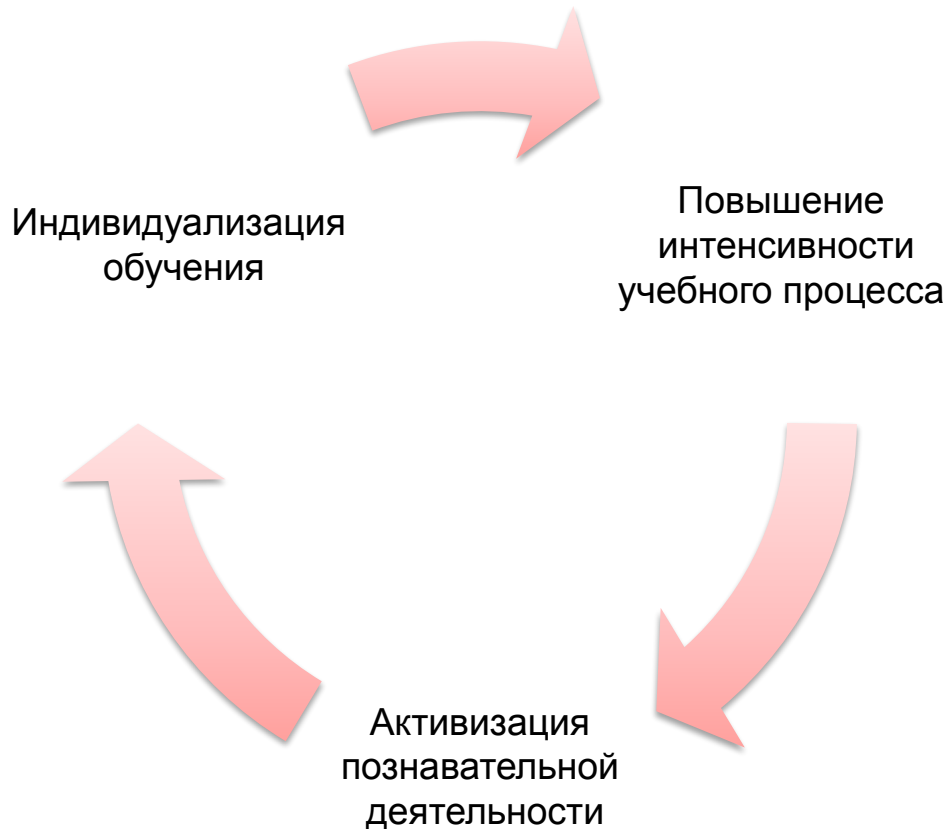 Индивидуализация
обучения
Повышение
интенсивности
учебного процесса
Активизация
познавательной
деятельности